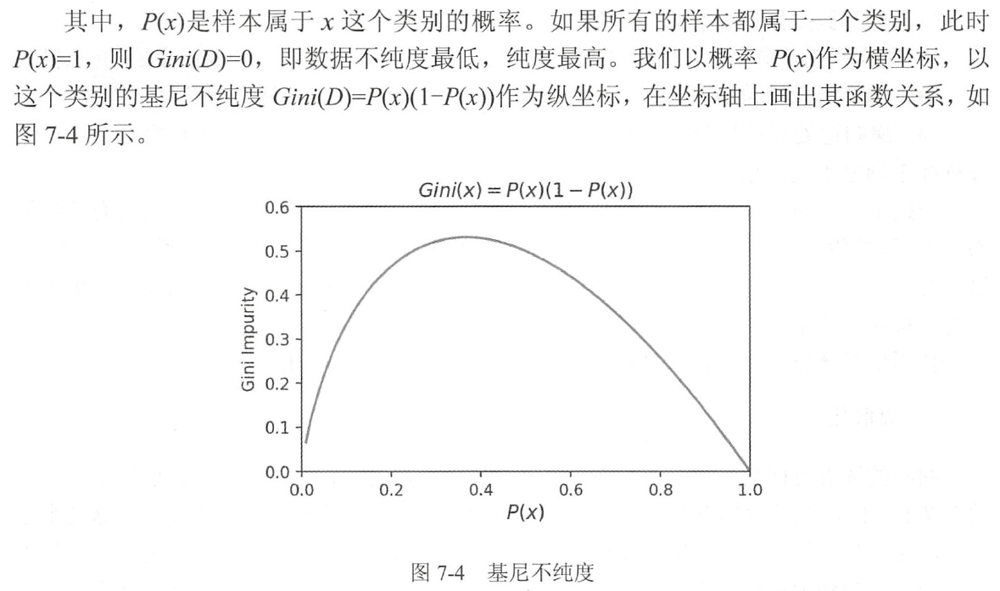 其中，P(x)是样本属于 x 这个类别的概率。如果所有的样本都属于一个类别，此时
P(x)=1，则 Gini(D)=0，即数据不纯度最低，纯度最高。我们以概率 P(x)作为横坐标，以
这个类别的基尼不纯度 Gini(D)=P(x)(1−P(x))作为纵坐标，在坐标轴上画出其函数关系，如
图 7-4 所示。
Gini(x) = P(x)(1 − P(x))
0.6
0.5
0.4
0.3
0.2
0.1
0.0
Gini Impurity
0.0 0.2 0.4 0.6 0.8 1.0
P(x)
图 7-4 基尼不纯度